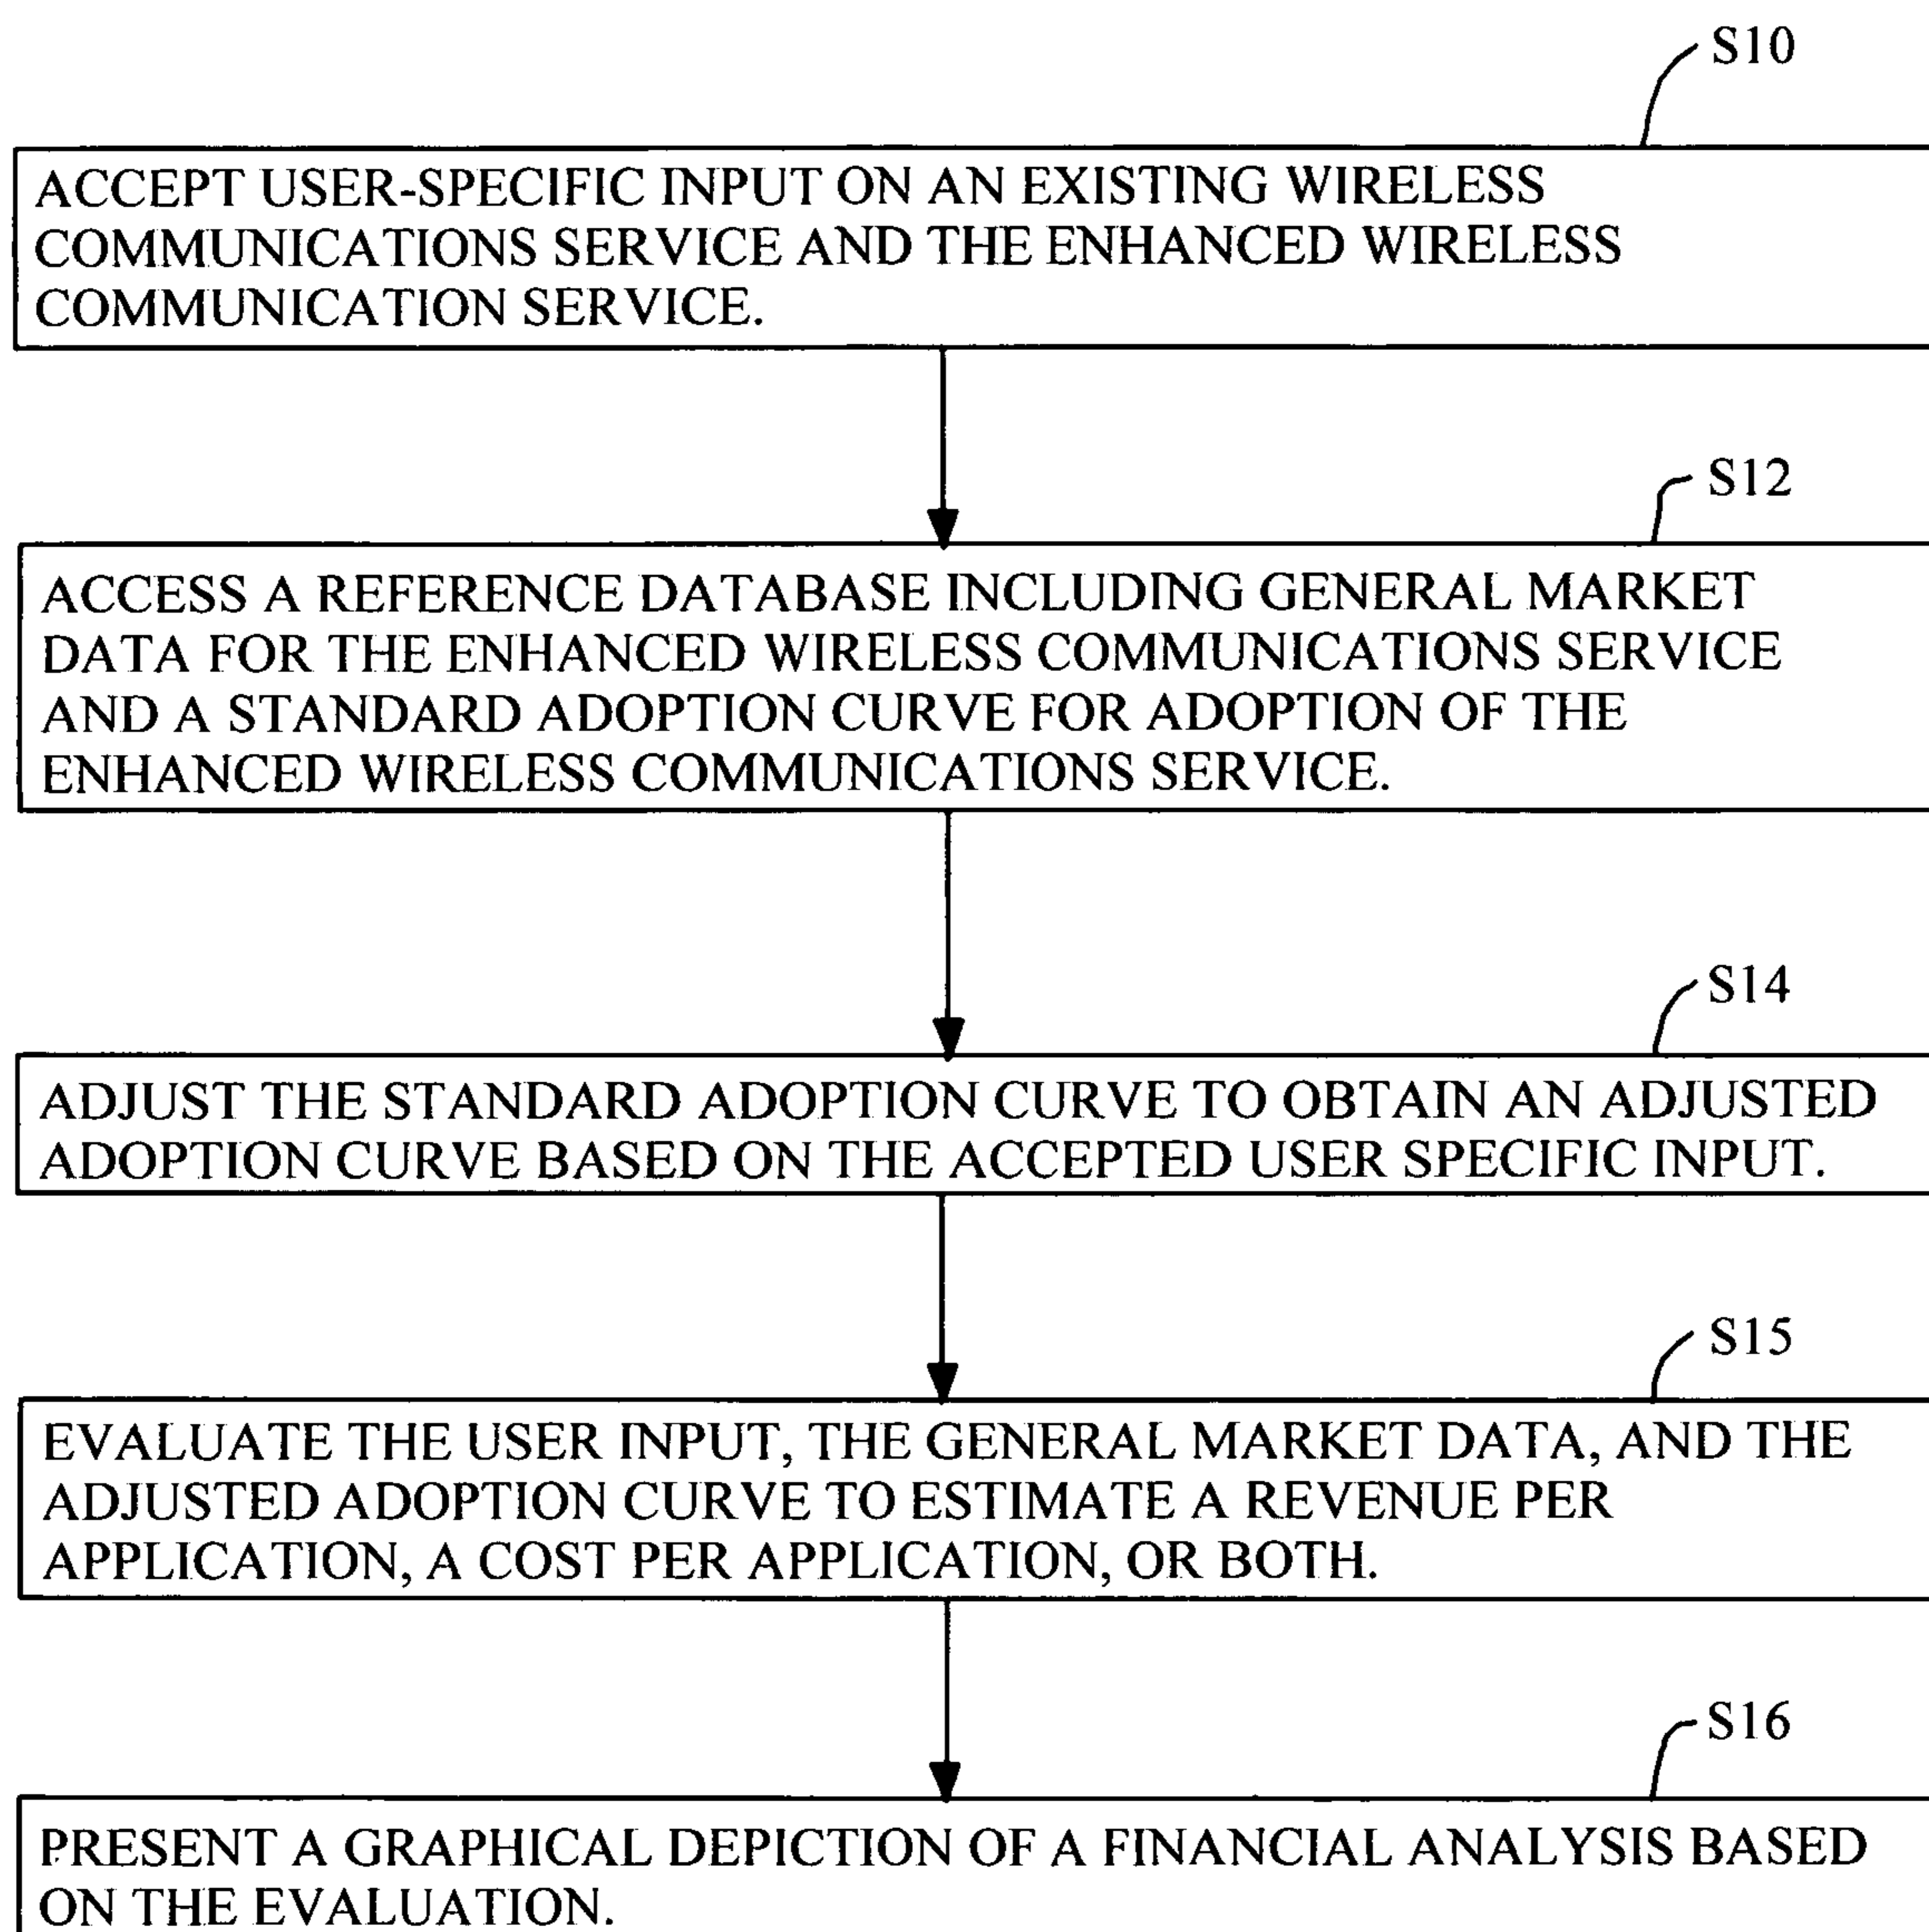 S10
ACCEPT USER-SPECIFIC INPUT ON AN EXISTING WIRELESS
COMMUNICATIONS SERVICE AND THE ENHANCED WIRELESS
COMMUNICATION SERVICE.
S12
ACCESS A REFERENCE DATABASE INCLUDING GENERAL MARKET
DATA FOR THE ENHANCED WIRELESS COMMUNICATIONS SERVICE
AND A STANDARD ADOPTION CURVE FOR ADOPTION OF THE
ENHANCED WIRELESS COMMUNICATIONS SERVICE.
S14
ADJUST THE STANDARD ADOPTION CURVE TO OBTAIN AN ADJUSTED
ADOPTION CURVE BASED ON THE ACCEPTED USER SPECIFIC INPUT.
S15
EVALUATE THE USER INPUT, THE GENERAL MARKET DATA, AND THE
ADJUSTED ADOPTION CURVE TO ESTIMATE A REVENUE PER
APPLICATION, A COST PER APPLICATION, OR BOTH.
S16
PRESENT A GRAPHICAL DEPICTION OF A FINANCIAL ANALYSIS BASED
ON THE EVALUATION.